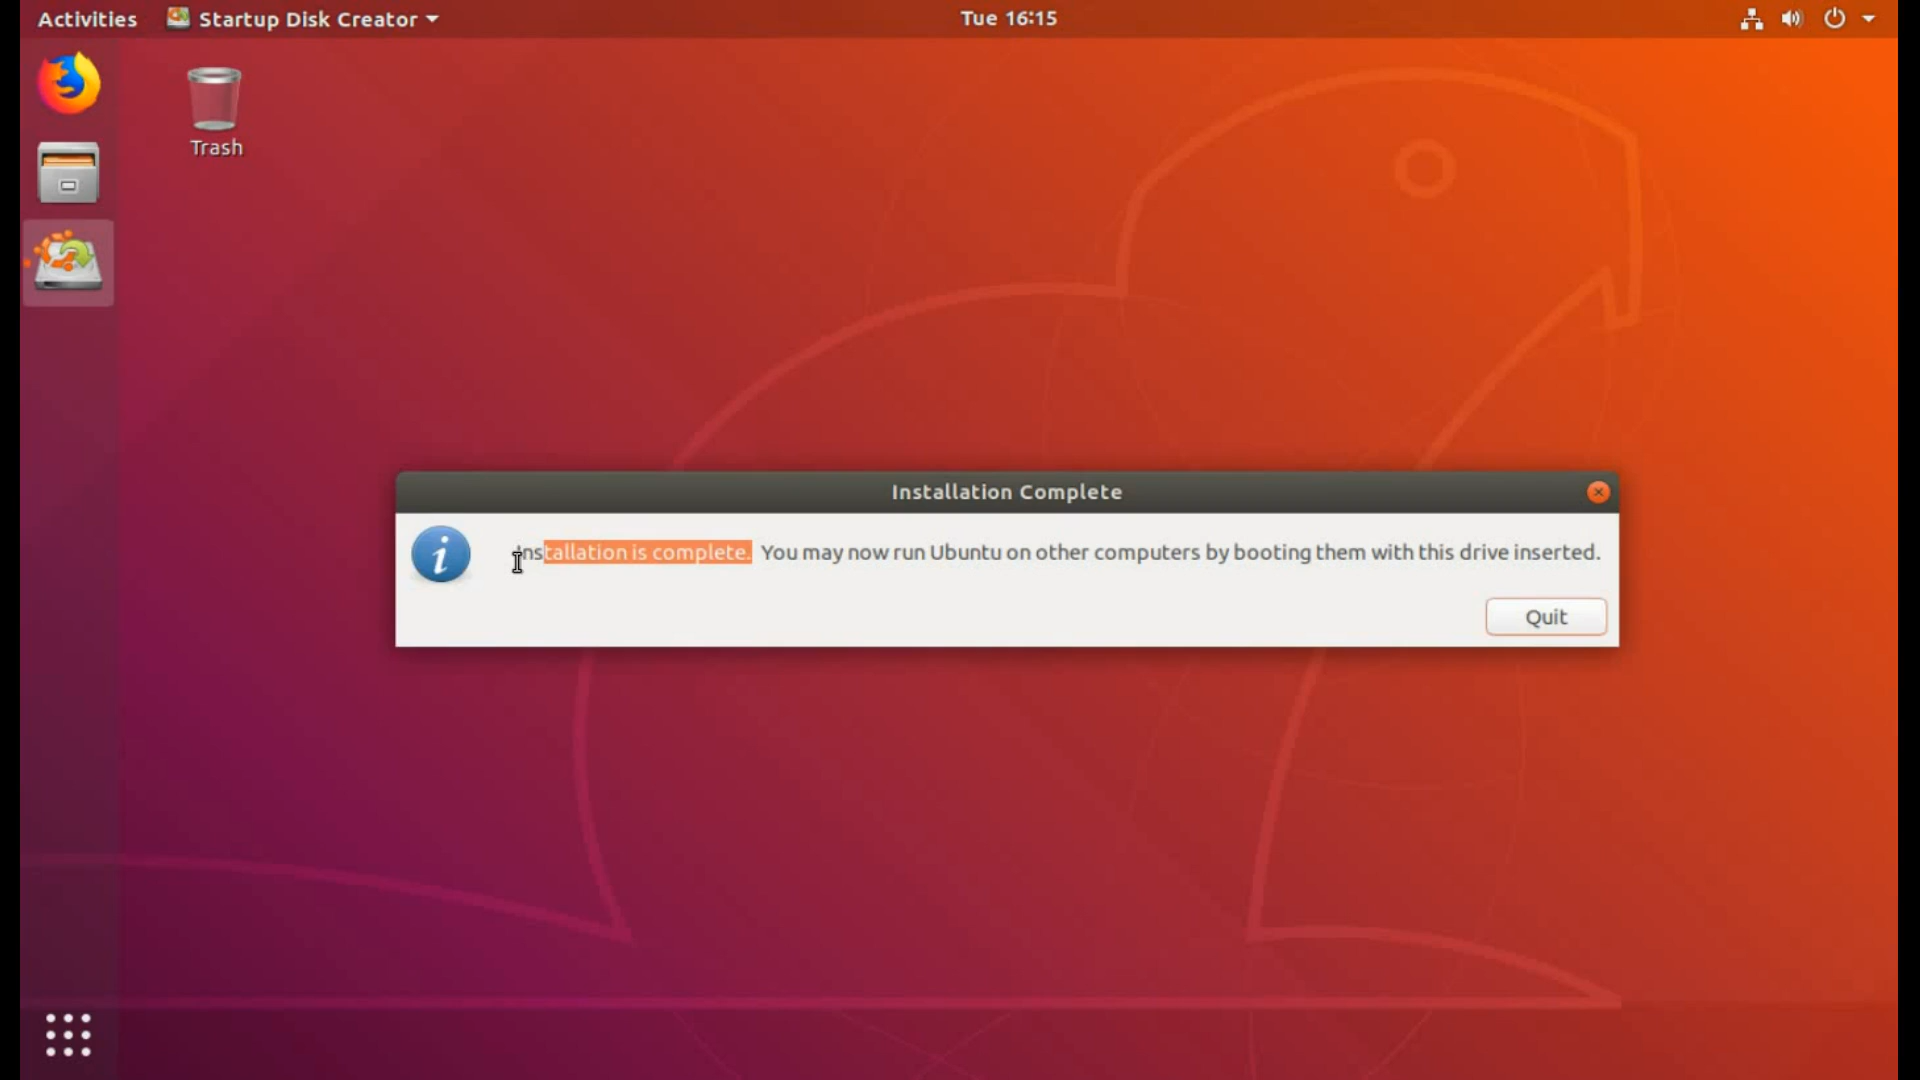 Activities Startup Disk Creator Tue 16:15
Trash
Installation Complete
Installation is complete. You may now run Ubuntu on other computers by booting them with this drive inserted.
Quit